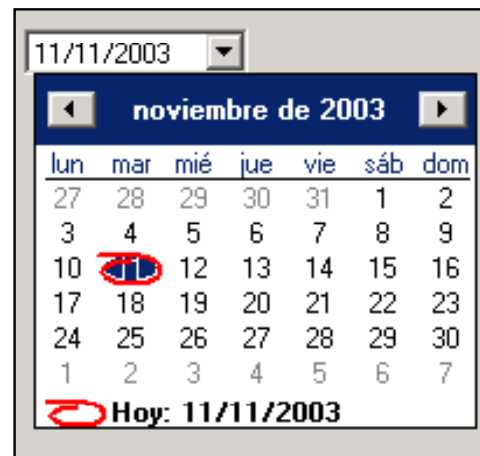 11/11/2003
noviembre de 2003
lun mar mié jue vie sáb dom
27 28 29 30 31 1 2
3 4 5 6 7 8 9
10 11 12 13 14 15 16
17 18 19 20 21 22 23
24 25 26 27 28 29 30
1 2 3 4 5 6 7
Hoy: 11/11/2003